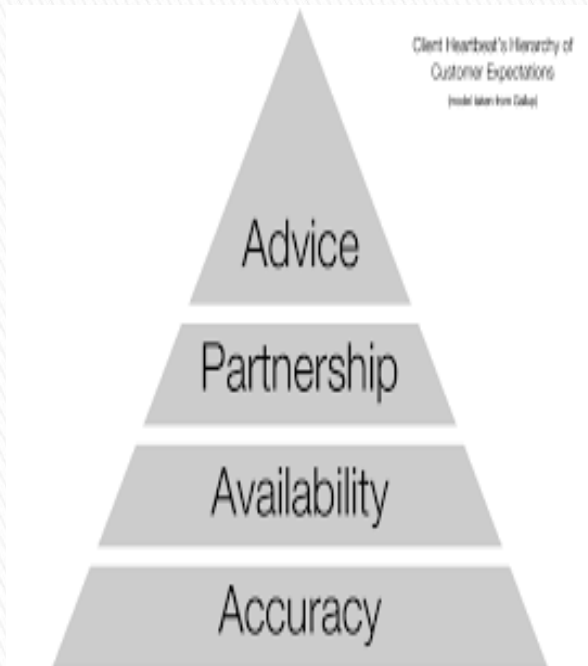 Client Heartbeat's Hierarchy of
Customer Expectations
(model taken from Gallup)
Advice
Partnership
Availability
Accuracy